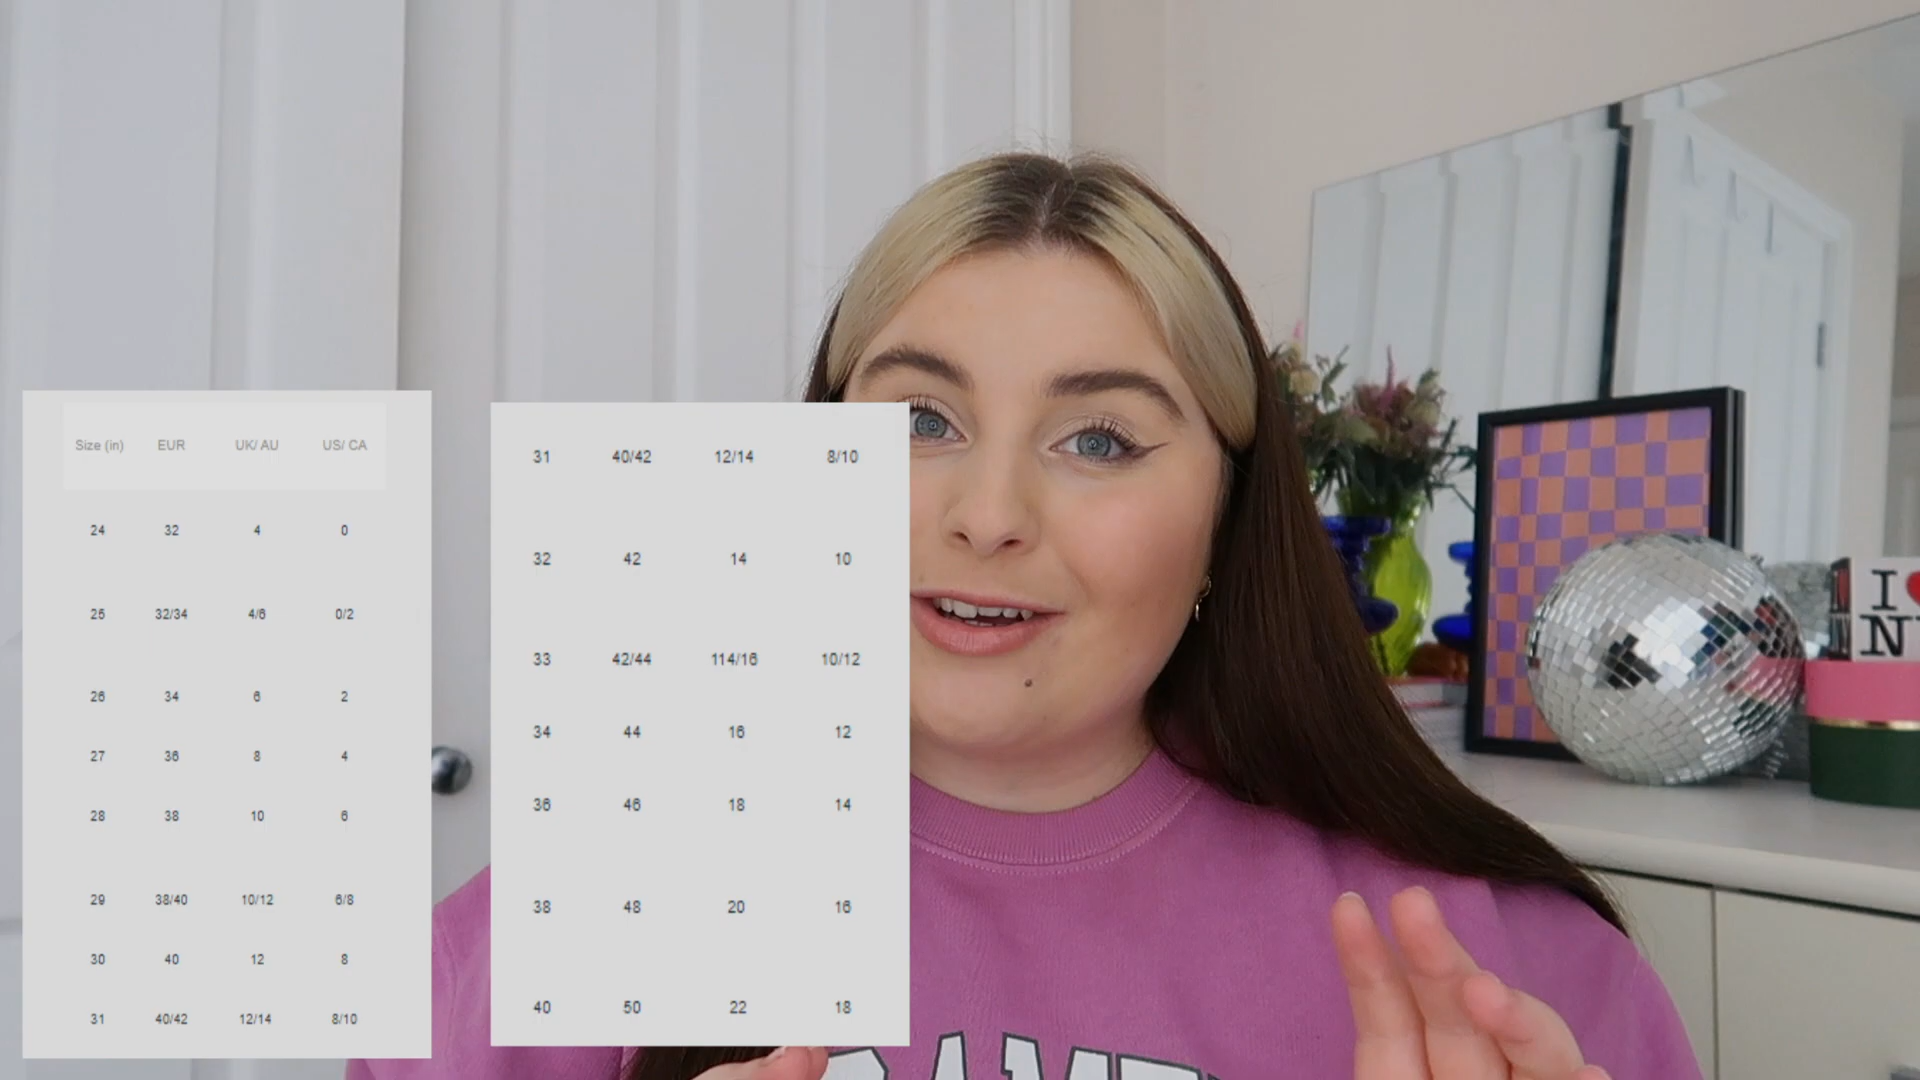 Size (in) EUR UK/ AU US/ CA
24 32 4 0
25 32/34 4/6 0/2
26 34 6 2
27 36 8 4
28 38 10 6
29 38/40 10/12 6/8
30 40 12 8
31 40/42 12/14 8/10
31 40/42 12/14 8/10
32 42 14 10
33 42/44 114/16 10/12
34 44 16 12
36 46 18 14
38 48 20 16
40 50 22 18
I
N